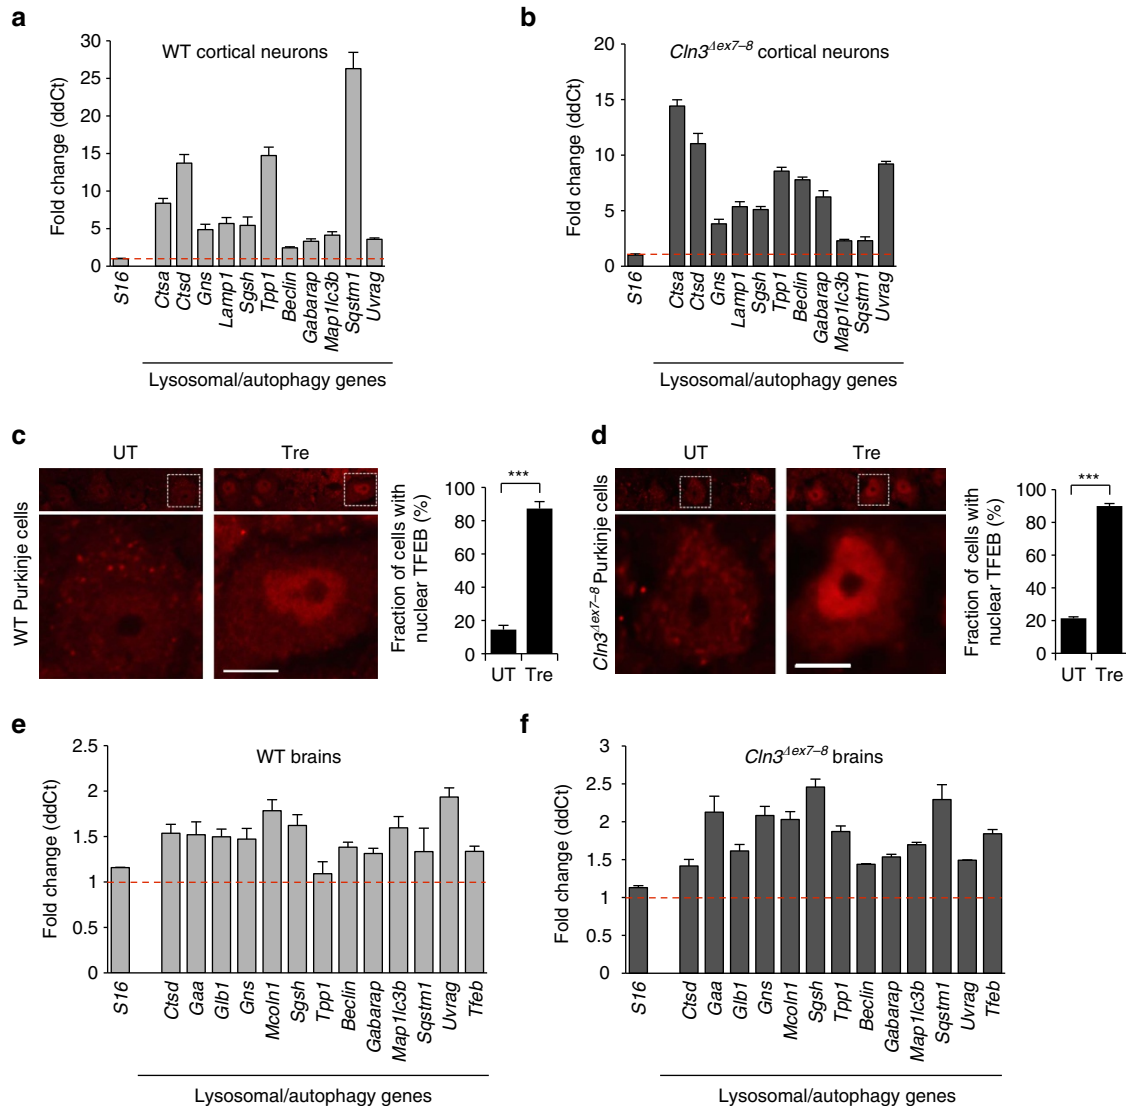 a
WT cortical neurons
Fold change (ddCt)
30
25
20
15
10
5
0
S16
Ctsa
Ctsd
Gns
Lamp1
Sgsh
Tpp1
Beclin
Gabarap
Map1lc3b
Sqstm1
Uvrag
Lysosomal/autophagy genes
b
Cln3Δex7–8 cortical neurons
Fold change (ddCt)
20
15
10
5
0
S16
Ctsa
Ctsd
Gns
Lamp1
Sgsh
Tpp1
Beclin
Gabarap
Map1lc3b
Sqstm1
Uvrag
Lysosomal/autophagy genes
c
UT
Tre
WT Purkinje cells
Fraction of cells with
nuclear TFEB (%)
100
80
60
40
20
0
***
UT Tre
d
UT
Tre
Cln3Δex7–8 Purkinje cells
Fraction of cells with
nuclear TFEB (%)
100
80
60
40
20
0
***
UT Tre
e
WT brains
Fold change (ddCt)
2.5
2
1.5
1
0.5
0
S16
Ctsd
Gaa
Glb1
Gns
Mcoln1
Sgsh
Tpp1
Beclin
Gabarap
Map1lc3b
Sqstm1
Uvrag
Tfeb
Lysosomal/autophagy genes
f
Cln3Δex7–8 brains
Fold change (ddCt)
3
2.5
2
1.5
1
0.5
0
S16
Ctsd
Gaa
Glb1
Gns
Mcoln1
Sgsh
Tpp1
Beclin
Gabarap
Map1lc3b
Sqstm1
Uvrag
Tfeb
Lysosomal/autophagy genes